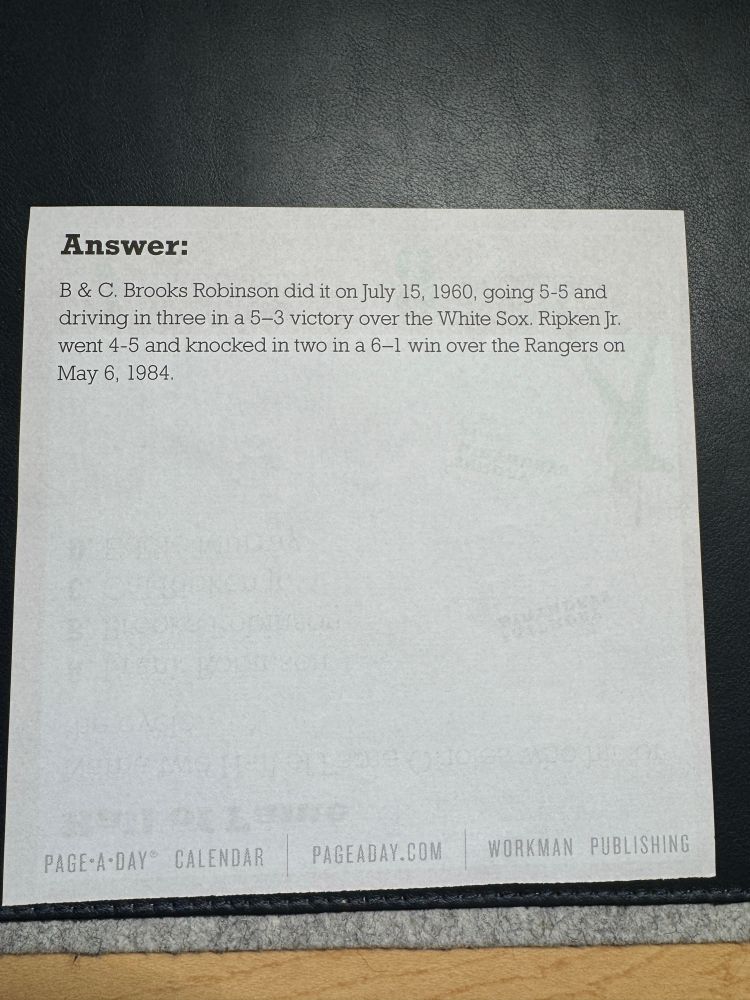 Answer:
B & C. Brooks Robinson did it on July 15, 1960, going 5-5 and
driving in three in a 5–3 victory over the White Sox. Ripken Jr.
went 4-5 and knocked in two in a 6–1 win over the Rangers on
May 6, 1984.
PAGE•A•DAY® CALENDAR | PAGEADAY.COM | WORKMAN PUBLISHING